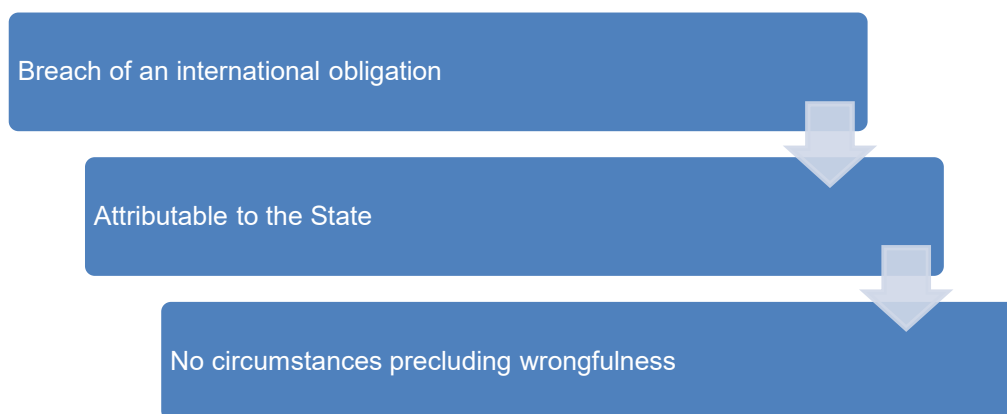 Breach of an international obligation
Attributable to the State
No circumstances precluding wrongfulness